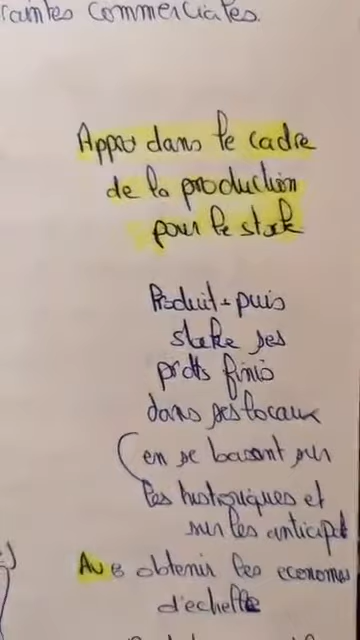 raintes commerciales.
Appro dans le cadre
de la production
pour le stock
Produit + puis
stocke ses
prdts finis
dans ses locaux
(en se basant sur
les historiques et
sur les anticipat
Av obtenir les economies
d'echelle